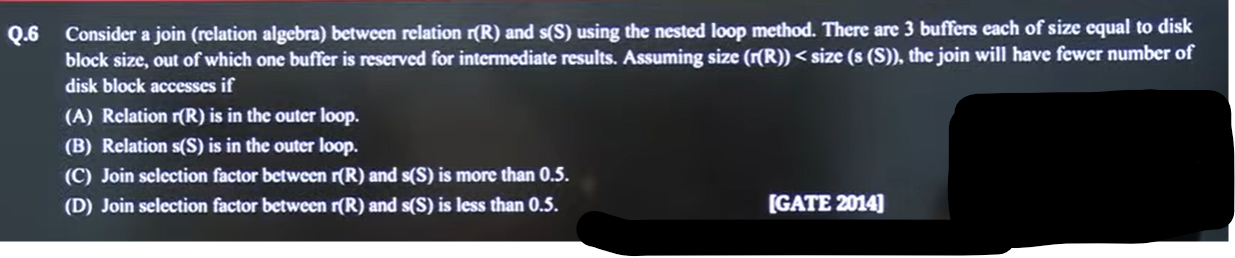 Q.6 Consider a join (relation algebra) between relation r(R) and s(S) using the nested loop method. There are 3 buffers each of size equal to disk
block size, out of which one buffer is reserved for intermediate results. Assuming size (r(R)) < size (s (S)), the join will have fewer number of
disk block accesses if
(A) Relation r(R) is in the outer loop.
(B) Relation s(S) is in the outer loop.
(C) Join selection factor between r(R) and s(S) is more than 0.5.
(D) Join selection factor between r(R) and s(S) is less than 0.5. [GATE 2014]